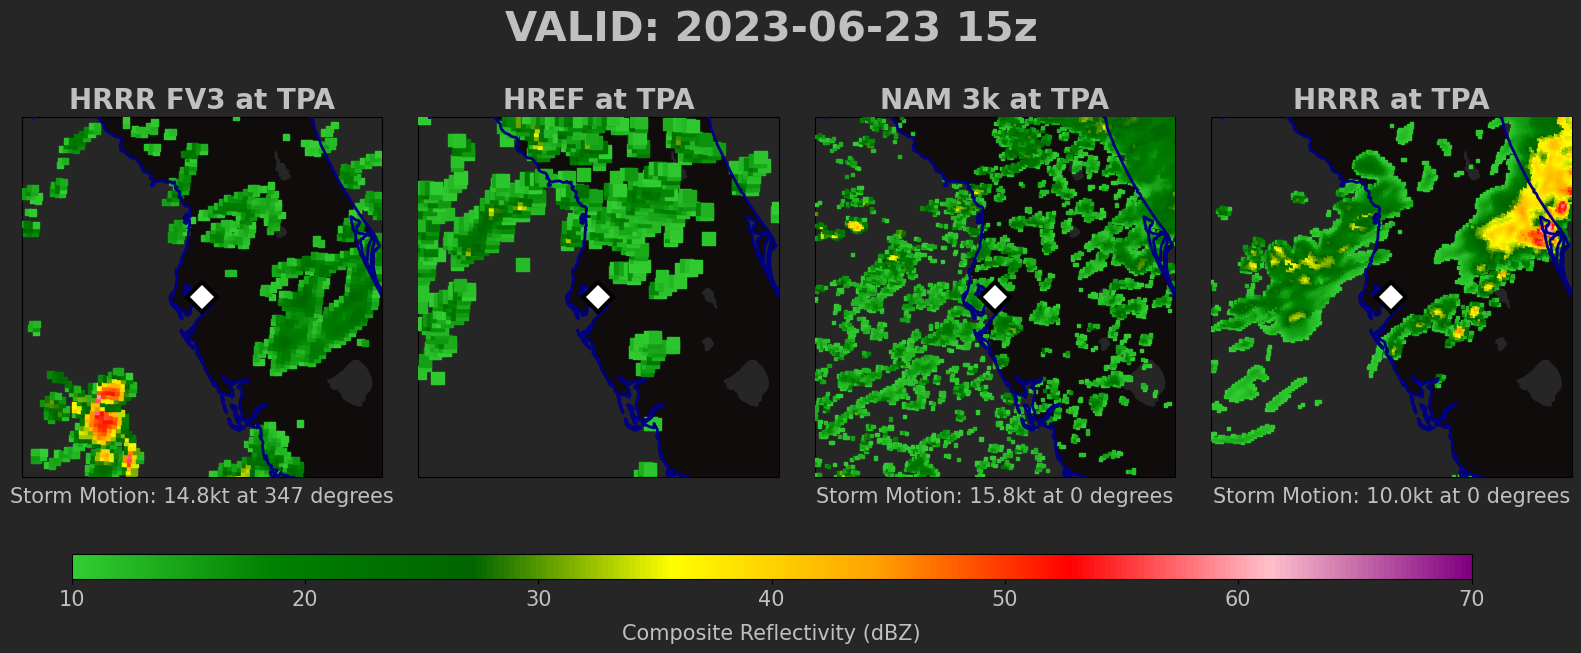 VALID: 2023-06-23 15z
HRRR FV3 at TPA
HREF at TPA
NAM 3k at TPA
HRRR at TPA
Storm Motion: 14.8kt at 347 degrees
Storm Motion: 15.8kt at 0 degrees
Storm Motion: 10.0kt at 0 degrees
10 20 30 40 50 60 70
Composite Reflectivity (dBZ)